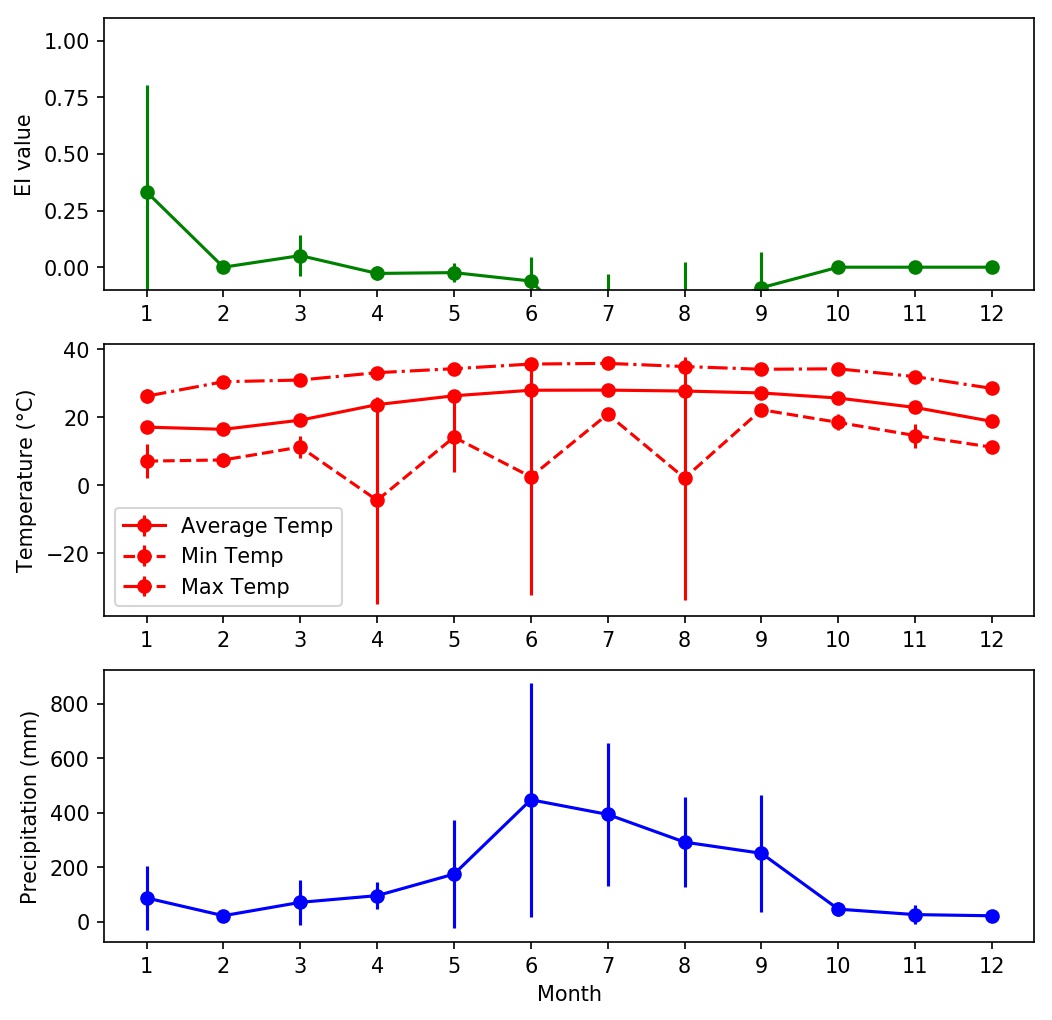 1.00
0.75
0.50
0.25
0.00
EI value
1 2 3 4 5 6 7 8 9 10 11 12
40
20
0
−20
Temperature (°C)
Average Temp
Min Temp
Max Temp
1 2 3 4 5 6 7 8 9 10 11 12
800
600
400
200
0
Precipitation (mm)
1 2 3 4 5 6 7 8 9 10 11 12
Month